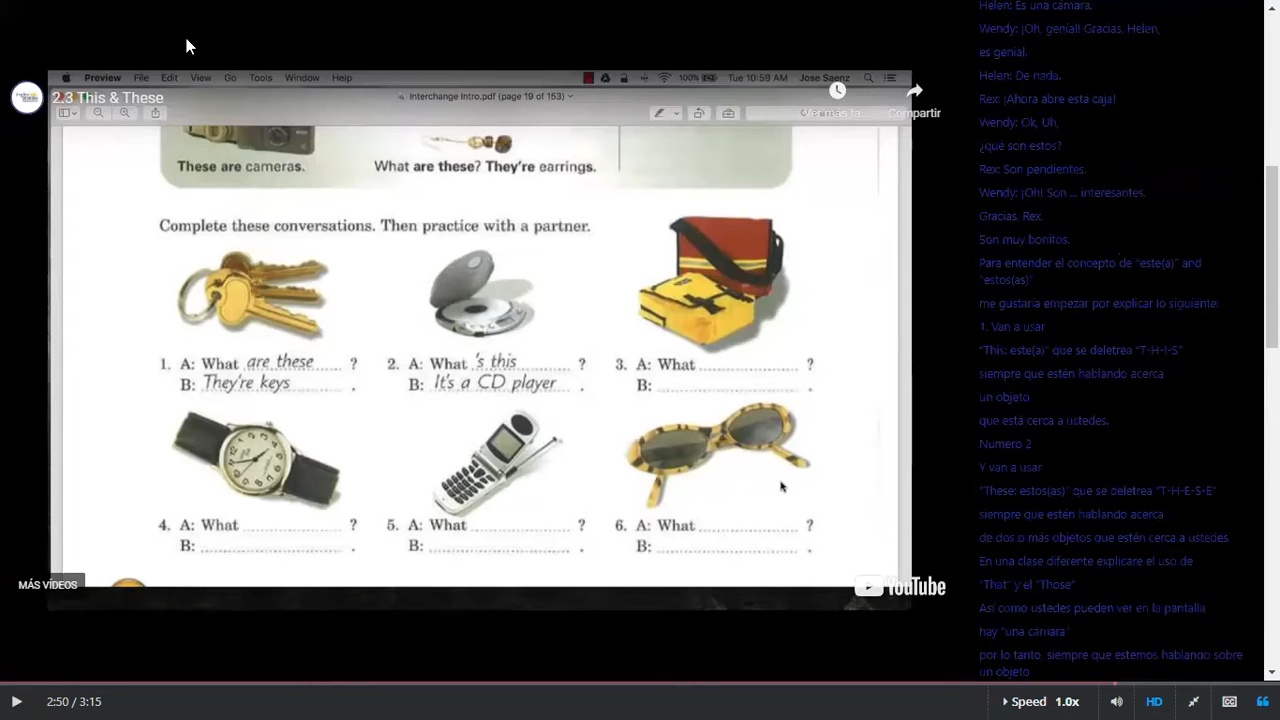 Helen: Es una cámara.
Wendy: ¡Oh, genial! Gracias, Helen,
es genial.
Helen: De nada.
Rex: ¡Ahora abre esta caja!
Wendy: Ok, Uh,
¿qué son estos?
Rex: Son pendientes.
Wendy: ¡Oh! Son ... interesantes.
Gracias. Rex.
Son muy bonitos.
Para entender el concepto de "este(a)" and
"estos(as)"
me gustaría empezar por explicar lo siguiente:
1. Van a usar
"This: este(a)" que se deletrea "T-H-I-S"
siempre que estén hablando acerca
un objeto
que está cerca a ustedes.
Numero 2
Y van a usar
"These: estos(as)" que se deletrea "T-H-E-S-E"
siempre que estén hablando acerca
de dos o más objetos que estén cerca a ustedes
En una clase diferente explicare el uso de
"That" y el "Those"
Así como ustedes pueden ver en la pantalla
hay "una camara"
por lo tanto siempre que estemos hablando sobre
un objeto
Preview File Edit View Go Tools Window Help 100% Tue 10:59 AM Jose Saenz
2.3 This & These
Interchange Intro.pdf (page 19 of 153)
Ver más ta...
Compartir
These are cameras.
What are these? They're earrings.
Complete these conversations. Then practice with a partner.
1. A: What are these ?
B: They're keys .
2. A: What 's this ?
B: It's a CD player .
3. A: What ?
B: .
4. A: What ?
B: .
5. A: What ?
B: .
6. A: What ?
B: .
MÁS VÍDEOS
YouTube
2:50 / 3:15
Speed 1.0x
HD